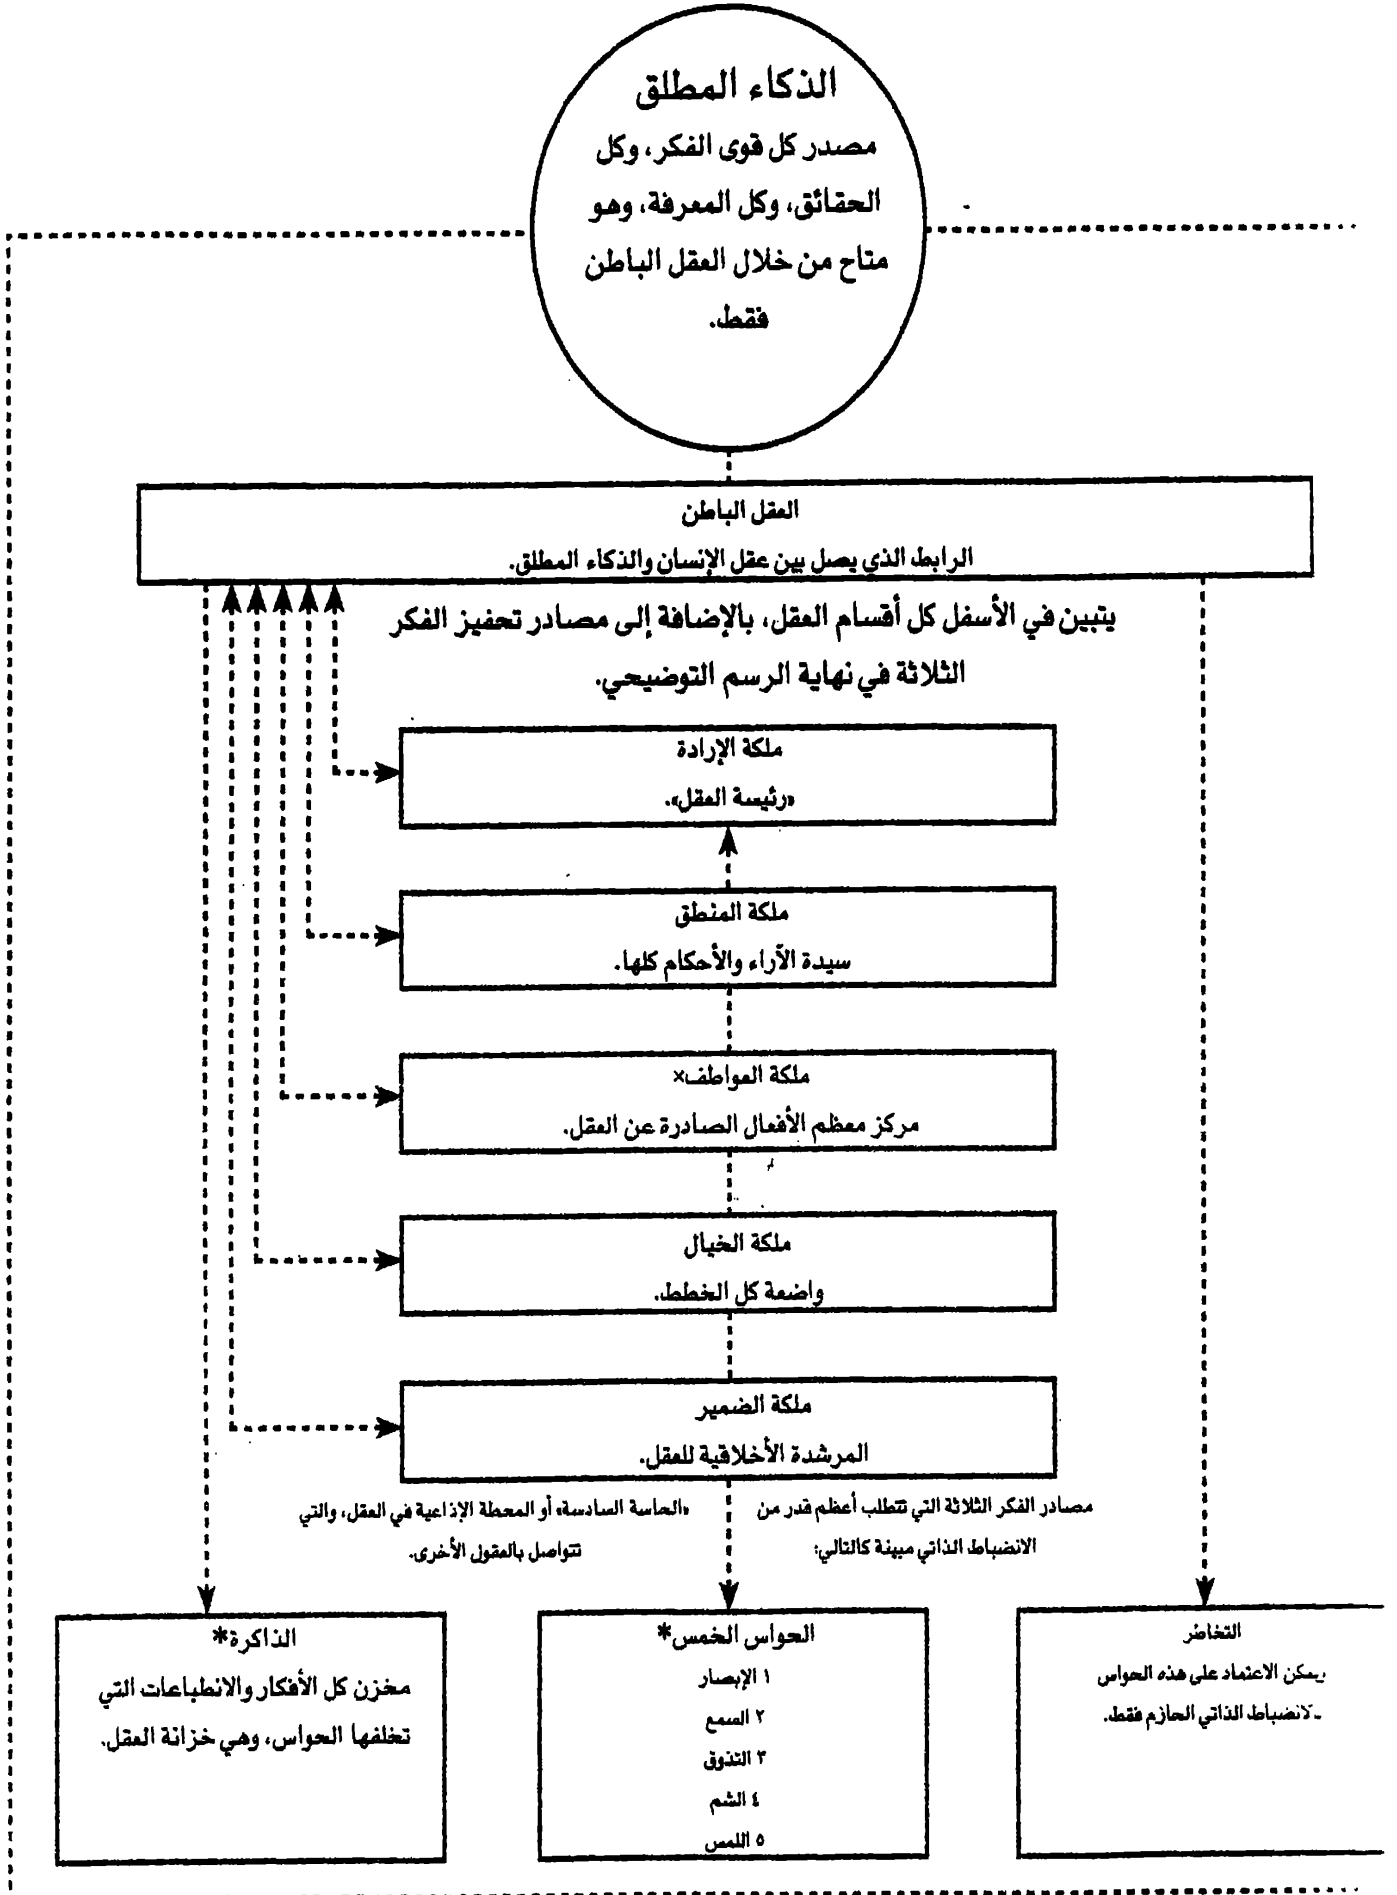 الذكاء المطلق
مصدر كل قوى الفكر، وكل
الحقائق، وكل المعرفة، وهو
متاح من خلال العقل الباطن
فقط.
العقل الباطن
الرابط الذي يصل بين عقل الإنسان والذكاء المطلق.
يتبين في الأسفل كل أقسام العقل، بالإضافة إلى مصادر تحفيز الفكر
الثلاثة في نهاية الرسم التوضيحي.
ملكة الإرادة
«رئيسة العقل».
ملكة المنطق
سيدة الآراء والأحكام كلها.
ملكة العواطف×
مركز معظم الأفعال الصادرة عن العقل.
ملكة الخيال
واضعة كل الخطط.
ملكة الضمير
المرشدة الأخلاقية للعقل.
مصادر الفكر الثلاثة التي تتطلب أعظم قدر من
الانضباط الذاتي مبينة كالتالي:
«الحاسة السادسة» أو المحطة الإذاعية في العقل، والتي
تتواصل بالعقول الأخرى.
التخاطر
يمكن الاعتماد على هذه الحواس
لانضباط الذاتي الحازم فقط.
الحواس الخمس*
١ الإبصار
٢ السمع
٣ التذوق
٤ الشم
٥ اللمس
الذاكرة*
مخزن كل الأفكار والانطباعات التي
تخلفها الحواس، وهي خزانة العقل.